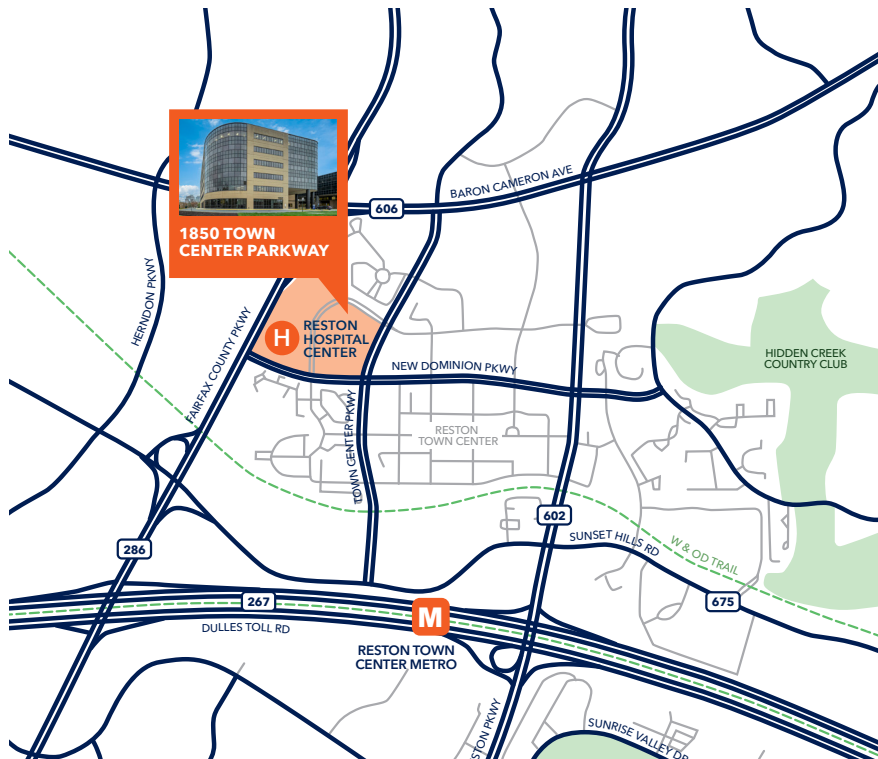 BARON CAMERON AVE
606
1850 TOWN
CENTER PARKWAY
HERNDON PKWY
FAIRFAX COUNTY PKWY
H
RESTON
HOSPITAL
CENTER
HIDDEN CREEK
COUNTRY CLUB
NEW DOMINION PKWY
TOWN CENTER PKWY
RESTON
TOWN CENTER
602
286
SUNSET HILLS RD
W & OD TRAIL
267
675
M
DULLES TOLL RD
RESTON TOWN
CENTER METRO
STON PKWY
SUNRISE VALLEY DR